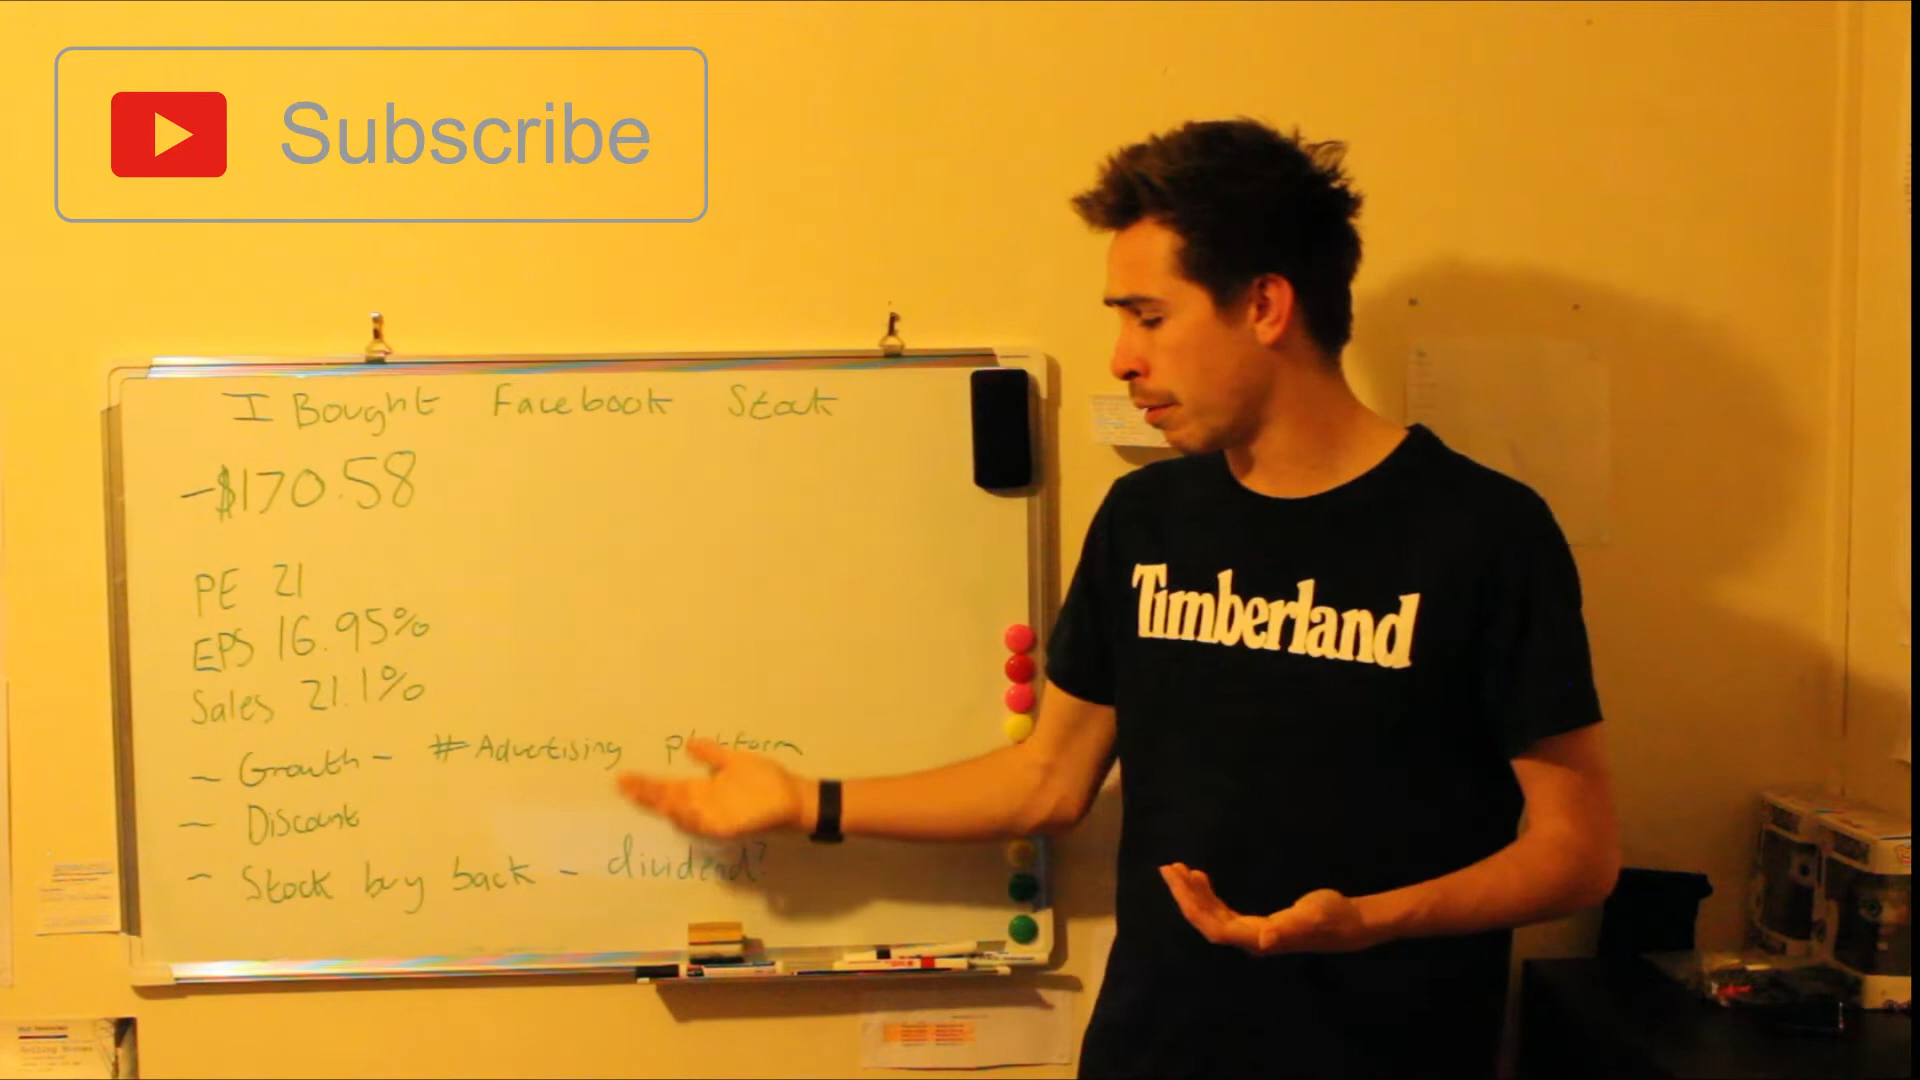 Subscribe
I Bought Facebook Stock
-$170.58
PE 21
EPS 16.95%
Sales 21.1%
- Growth - # Advertising platform
- Discount
- Stock buy back - dividend?
Timberland